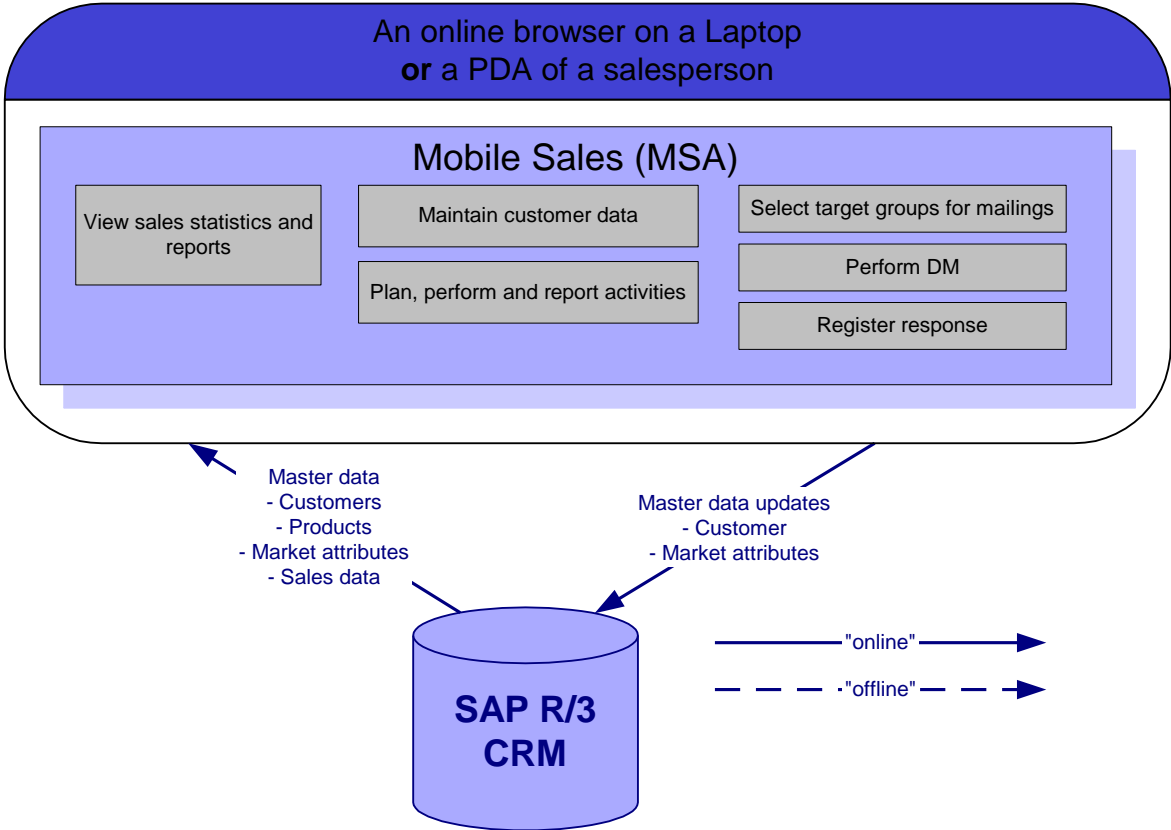 An online browser on a Laptop
or a PDA of a salesperson
Mobile Sales (MSA)
View sales statistics and
reports
Maintain customer data
Plan, perform and report activities
Select target groups for mailings
Perform DM
Register response
Master data
- Customers
- Products
- Market attributes
- Sales data
Master data updates
- Customer
- Market attributes
SAP R/3
CRM
"online"
"offline"